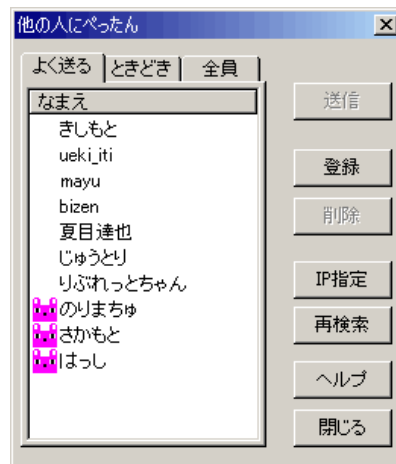 他の人にぺったん
よく送る ときどき 全員
なまえ
きしもと
ueki_iti
mayu
bizen
夏目達也
じゅうとり
りぶれっとちゃん
のりまちゅ
さかもと
はっし
送信
登録
削除
IP指定
再検索
ヘルプ
閉じる